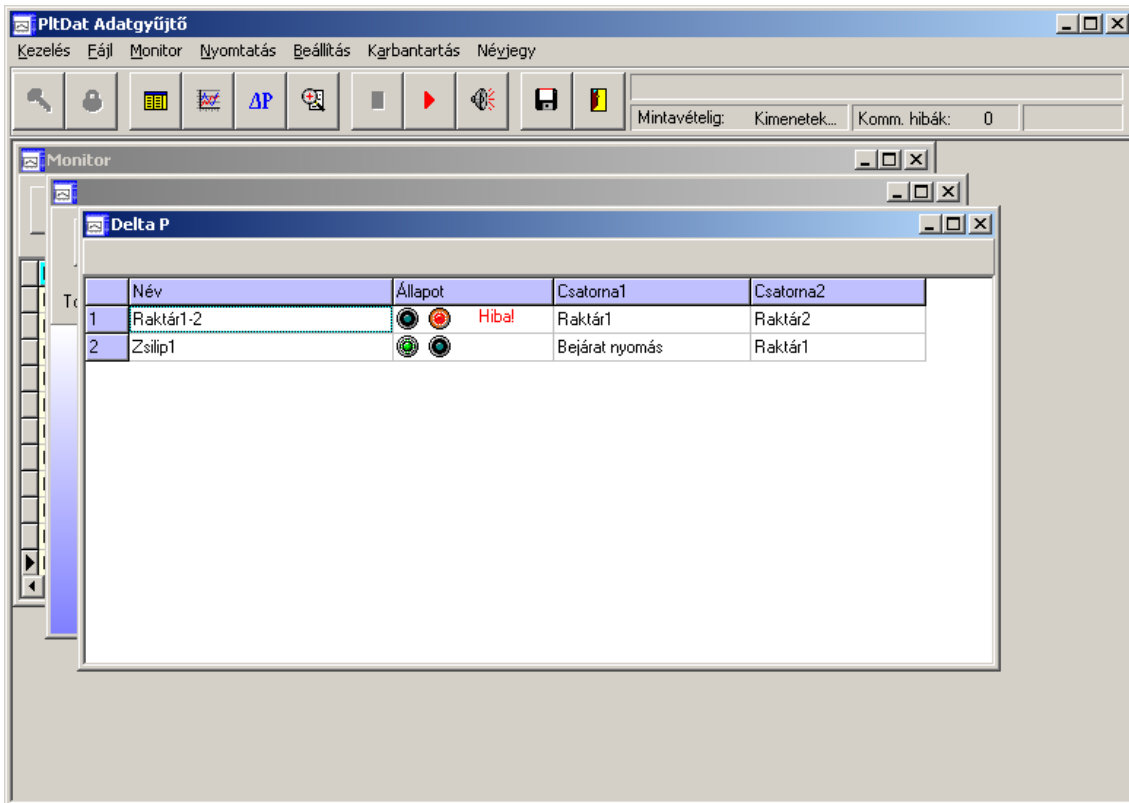 PltDat Adatgyűjtő
Kezelés Fájl Monitor Nyomtatás Beállítás Karbantartás Névjegy
ΔP
Mintavételig: Kimenetek... Komm. hibák: 0
Monitor
Delta P
Név Állapot Csatorna1 Csatorna2
1 Raktár1-2 Hiba! Raktár1 Raktár2
2 Zsilip1 Bejárat nyomás Raktár1